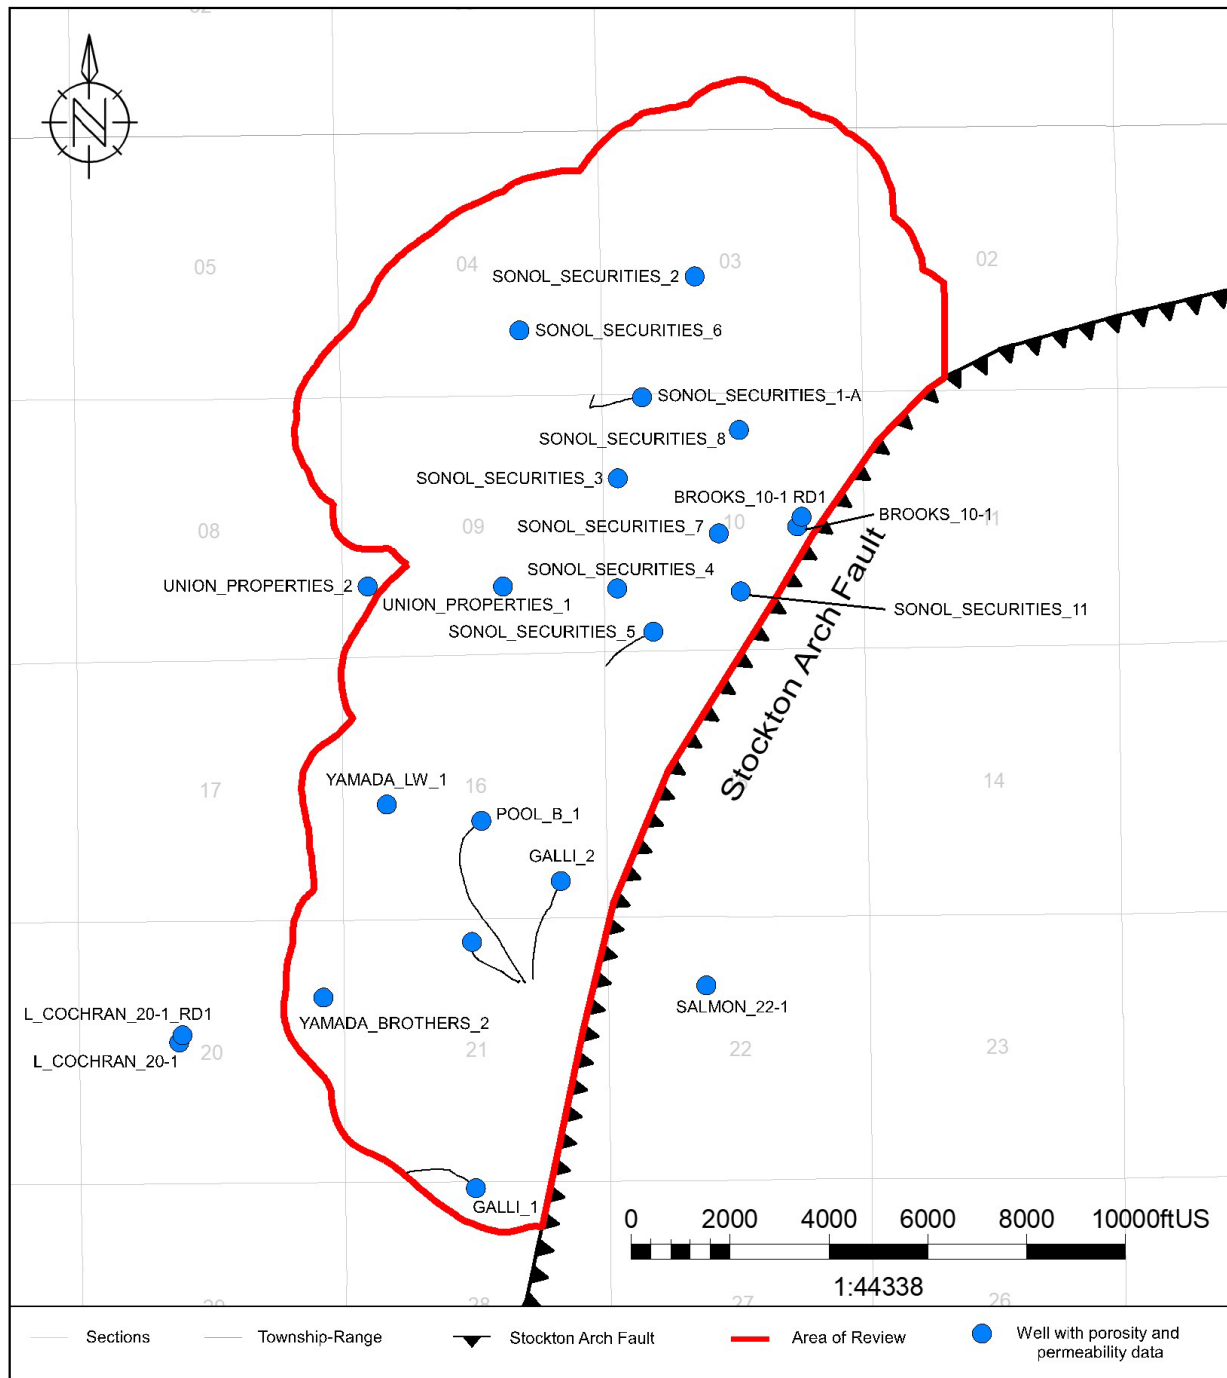 N
05
04
03
02
SONOL_SECURITIES_2
SONOL_SECURITIES_6
SONOL_SECURITIES_1-A
SONOL_SECURITIES_8
SONOL_SECURITIES_3
BROOKS_10-1 RD1
BROOKS_10-1
08
09
SONOL_SECURITIES_7
10
11
SONOL_SECURITIES_4
UNION_PROPERTIES_2
UNION_PROPERTIES_1
SONOL_SECURITIES_11
SONOL_SECURITIES_5
Stockton Arch Fault
17
YAMADA_LW_1
16
14
POOL_B_1
GALLI_2
SALMON_22-1
L_COCHRAN_20-1_RD1
YAMADA_BROTHERS_2
L_COCHRAN_20-1
20
21
22
23
GALLI_1
0 2000 4000 6000 8000 10000ftUS
1:44338
28
27
26
Sections
Township-Range
Stockton Arch Fault
Area of Review
Well with porosity and
permeability data